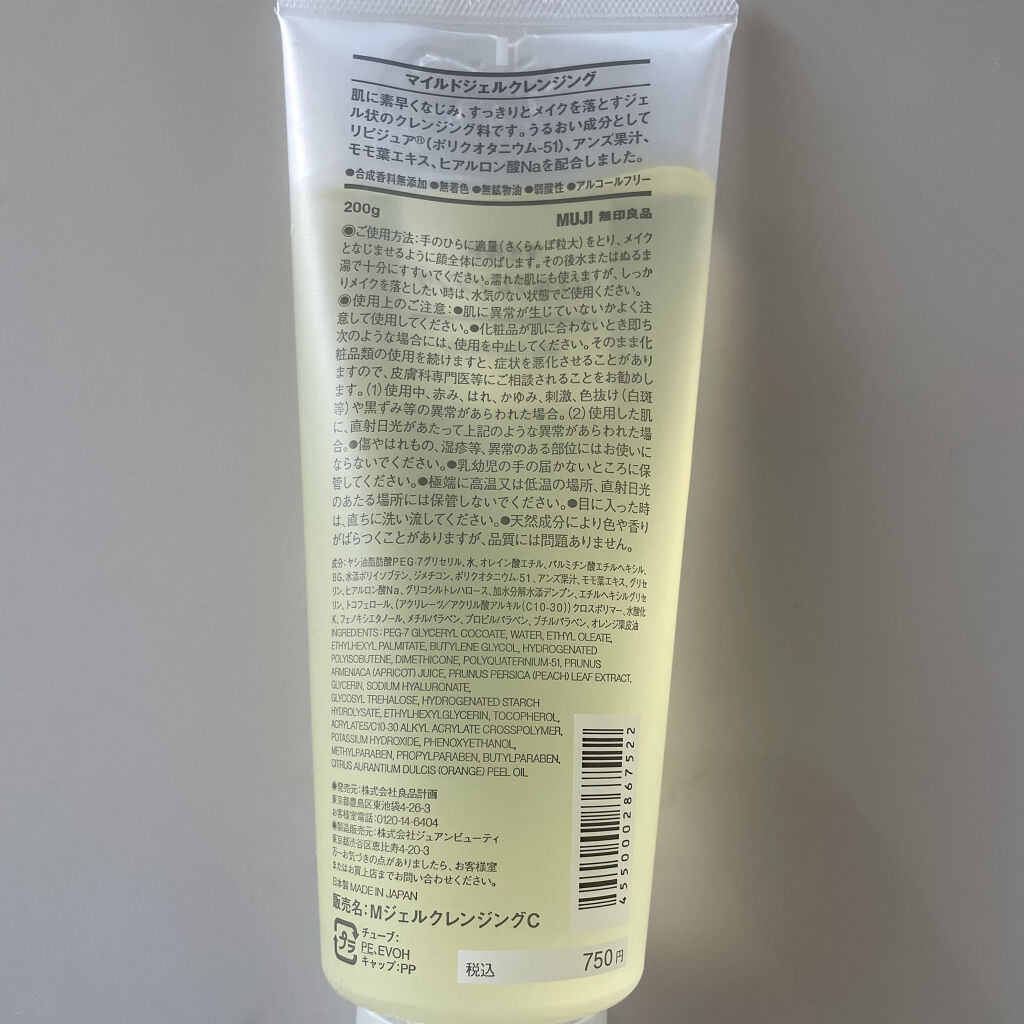 マイルドジェルクレンジング
肌に素早くなじみ、すっきりとメイクを落とすジェ
ル状のクレンジング料です。うるおい成分として
リピジュア®(ポリクオタニウム-51)、アンズ果汁、
モモ葉エキス、ヒアルロン酸Naを配合しました。
●合成香料無添加 ●無着色 ●無鉱物油 ●弱酸性 ●アルコールフリー
200g
MUJI 無印良品
◉ご使用方法:手のひらに適量(さくらんぼ粒大)をとり、メイク
となじませるように顔全体にのばします。その後水またはぬるま
湯で十分にすすいでください。濡れた肌にも使えますが、しっか
りメイクを落としたい時は、水気のない状態でご使用ください。
◉使用上のご注意:●肌に異常が生じていないかよく注
意して使用してください。●化粧品が肌に合わないとき即ち
次のような場合には、使用を中止してください。そのまま化
粧品類の使用を続けますと、症状を悪化させることがあり
ますので、皮膚科専門医等にご相談されることをお勧めし
ます。(1)使用中、赤み、はれ、かゆみ、刺激、色抜け(白斑
等)や黒ずみ等の異常があらわれた場合。(2)使用した肌
に、直射日光があたって上記のような異常があらわれた場
合。●傷やはれもの、湿疹等、異常のある部位にはお使いに
ならないでください。●乳幼児の手の届かないところに保
管してください。●極端に高温又は低温の場所、直射日光
のあたる場所には保管しないでください。●目に入った時
は、直ちに洗い流してください。●天然成分により色や香り
がばらつくことがありますが、品質には問題ありません。
成分:ヤシ油脂肪酸PEG-7グリセリル、水、オレイン酸エチル、パルミチン酸エチルヘキシル、
BG、水添ポリイソブテン、ジメチコン、ポリクオタニウム-51、アンズ果汁、モモ葉エキス、グリセ
リン、ヒアルロン酸Na、グリコシルトレハロース、加水分解水添デンプン、エチルヘキシルグリセ
リン、トコフェロール、(アクリレーツ/アクリル酸アルキル(C10-30))クロスポリマー、水酸化
K、フェノキシエタノール、メチルパラベン、プロピルパラベン、ブチルパラベン、オレンジ果皮油
INGREDIENTS:PEG-7 GLYCERYL COCOATE, WATER, ETHYL OLEATE,
ETHYLHEXYL PALMITATE, BUTYLENE GLYCOL, HYDROGENATED
POLYISOBUTENE, DIMETHICONE, POLYQUATERNIUM-51, PRUNUS
ARMENIACA (APRICOT) JUICE, PRUNUS PERSICA (PEACH) LEAF EXTRACT,
GLYCERIN, SODIUM HYALURONATE,
GLYCOSYL TREHALOSE, HYDROGENATED STARCH
HYDROLYSATE, ETHYLHEXYLGLYCERIN, TOCOPHEROL,
ACRYLATES/C10-30 ALKYL ACRYLATE CROSSPOLYMER,
POTASSIUM HYDROXIDE, PHENOXYETHANOL,
METHYLPARABEN, PROPYLPARABEN, BUTYLPARABEN,
CITRUS AURANTIUM DULCIS (ORANGE) PEEL OIL
◉発売元:株式会社良品計画
東京都豊島区東池袋4-26-3
お客様室電話:0120-14-6404
◉製造販売元:株式会社ジュアンビューティ
東京都渋谷区恵比寿4-20-3
万一お気づきの点がありましたら、お客様室
またはお買上店までお問い合わせください。
日本製 MADE IN JAPAN
販売名:MジェルクレンジングC
プラ
チューブ:
PE、EVOH
キャップ:PP
4550002867522
税込
750円